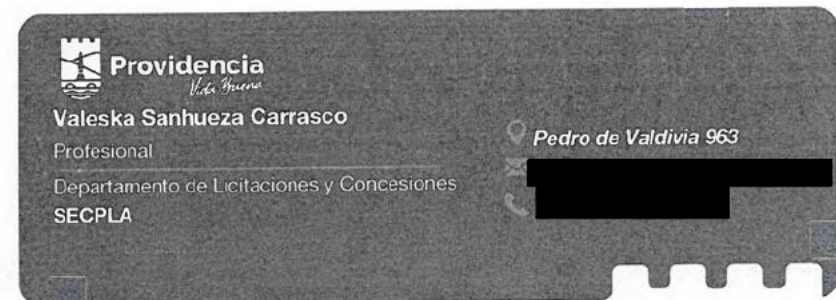 Providencia
Vida Buena
Valeska Sanhueza Carrasco
Profesional
Departamento de Licitaciones y Concesiones
SECPLA
Pedro de Valdivia 963